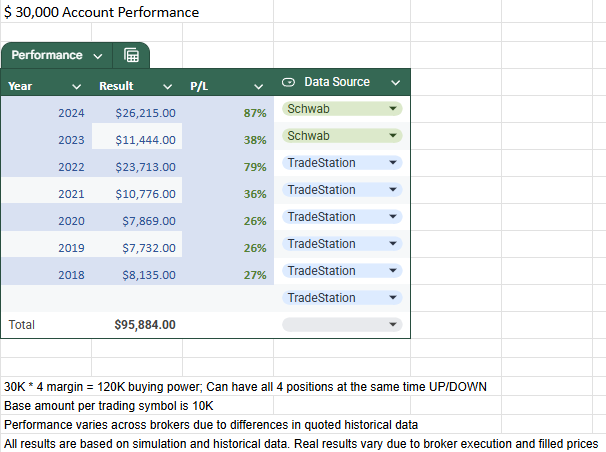 $ 30,000 Account Performance
Performance
Year Result P/L Data Source
2024 $26,215.00 87% Schwab
2023 $11,444.00 38% Schwab
2022 $23,713.00 79% TradeStation
2021 $10,776.00 36% TradeStation
2020 $7,869.00 26% TradeStation
2019 $7,732.00 26% TradeStation
2018 $8,135.00 27% TradeStation
TradeStation
Total $95,884.00
30K * 4 margin = 120K buying power; Can have all 4 positions at the same time UP/DOWN
Base amount per trading symbol is 10K
Performance varies across brokers due to differences in quoted historical data
All results are based on simulation and historical data. Real results vary due to broker execution and filled prices